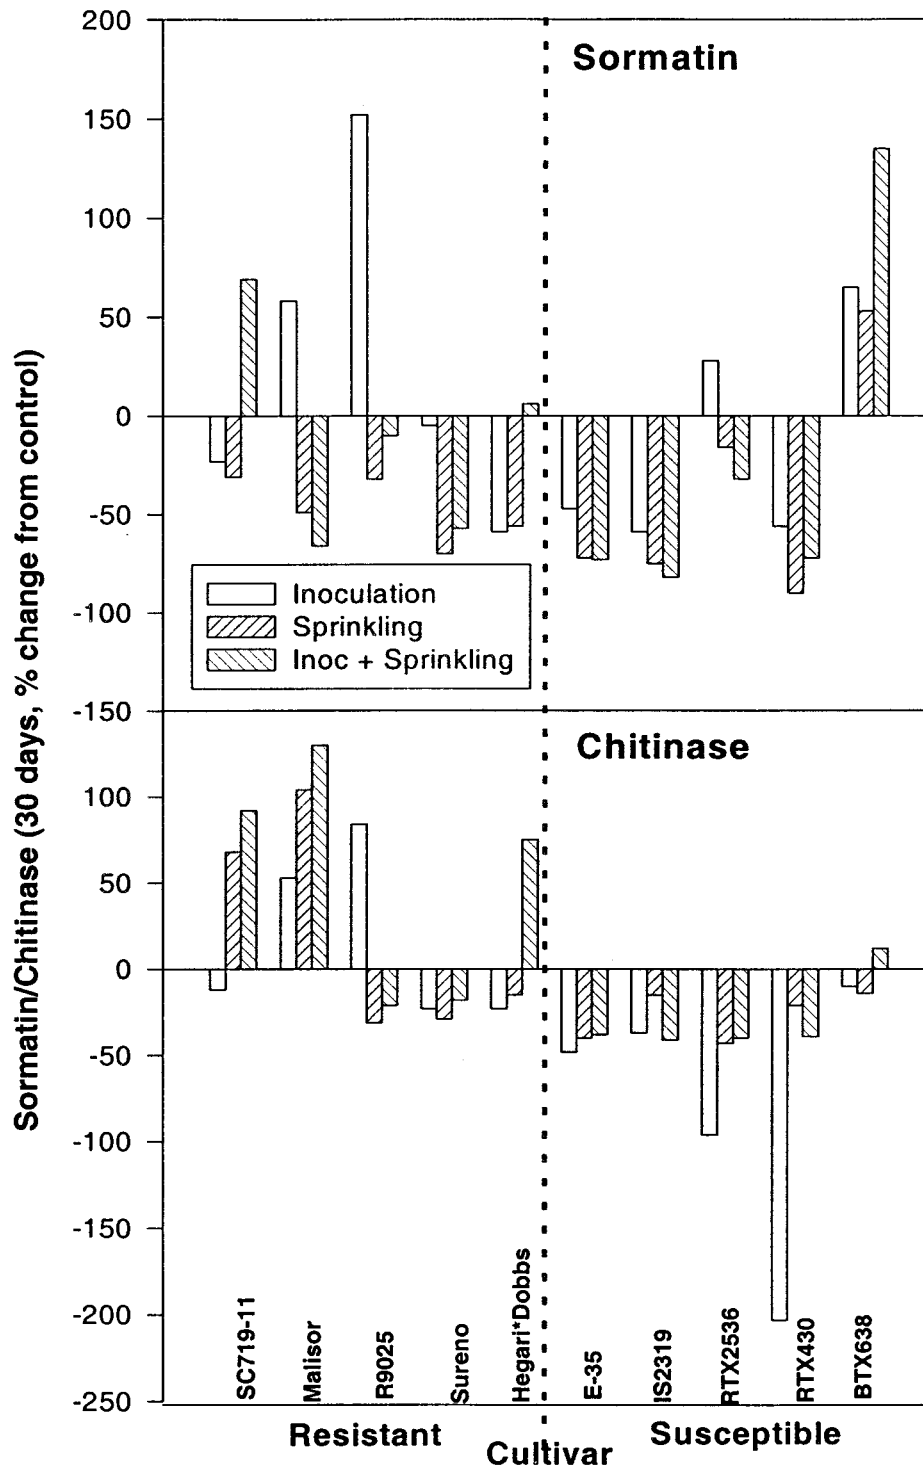 Sormatin/Chitinase (30 days, % change from control)
200
150
100
50
0
-50
-100
-150
Sormatin
Inoculation
Sprinkling
Inoc + Sprinkling
Chitinase
100
50
0
-50
-100
-150
-200
-250
SC719-11
Malisor
R9025
Sureno
Hegari*Dobbs
E-35
IS2319
RTX2536
RTX430
BTX638
Resistant
Susceptible
Cultivar